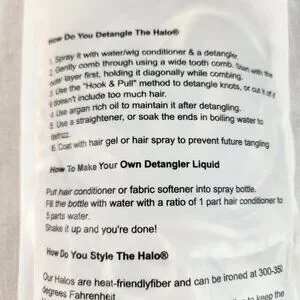 How Do You Detangle The Halo®
1. Spray it with water/wig conditioner & a detangler
2. Gently comb through using a wide tooth comb. Start with the
outer layer first, holding it diagonally while combing.
3. Use the "Hook & Pull" method to detangle knots, or cut it off if
it doesn't include too much hair.
4. Use argan rich oil to maintain it after detangling.
5. Use a straightener, or soak the ends in boiling water to
defrizz.
6. Coat with hair gel or hair spray to prevent future tangling
How To Make Your Own Detangler Liquid
Put hair conditioner or fabric softener into spray bottle.
Fill the bottle with water with a ratio of 1 part hair conditioner to
5 parts water.
Shake it up and you're done!
How Do You Style The Halo®
Our Halos are heat-friendlyfiber and can be ironed at 300-350
degrees Fahrenheit
to keep the